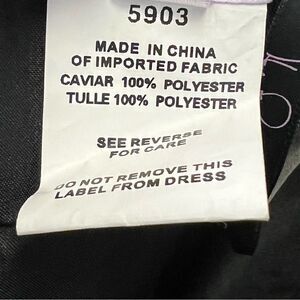 5903
MADE IN CHINA
OF IMPORTED FABRIC
CAVIAR 100% POLYESTER
TULLE 100% POLYESTER
SEE REVERSE
FOR CARE
DO NOT REMOVE THIS
LABEL FROM DRESS